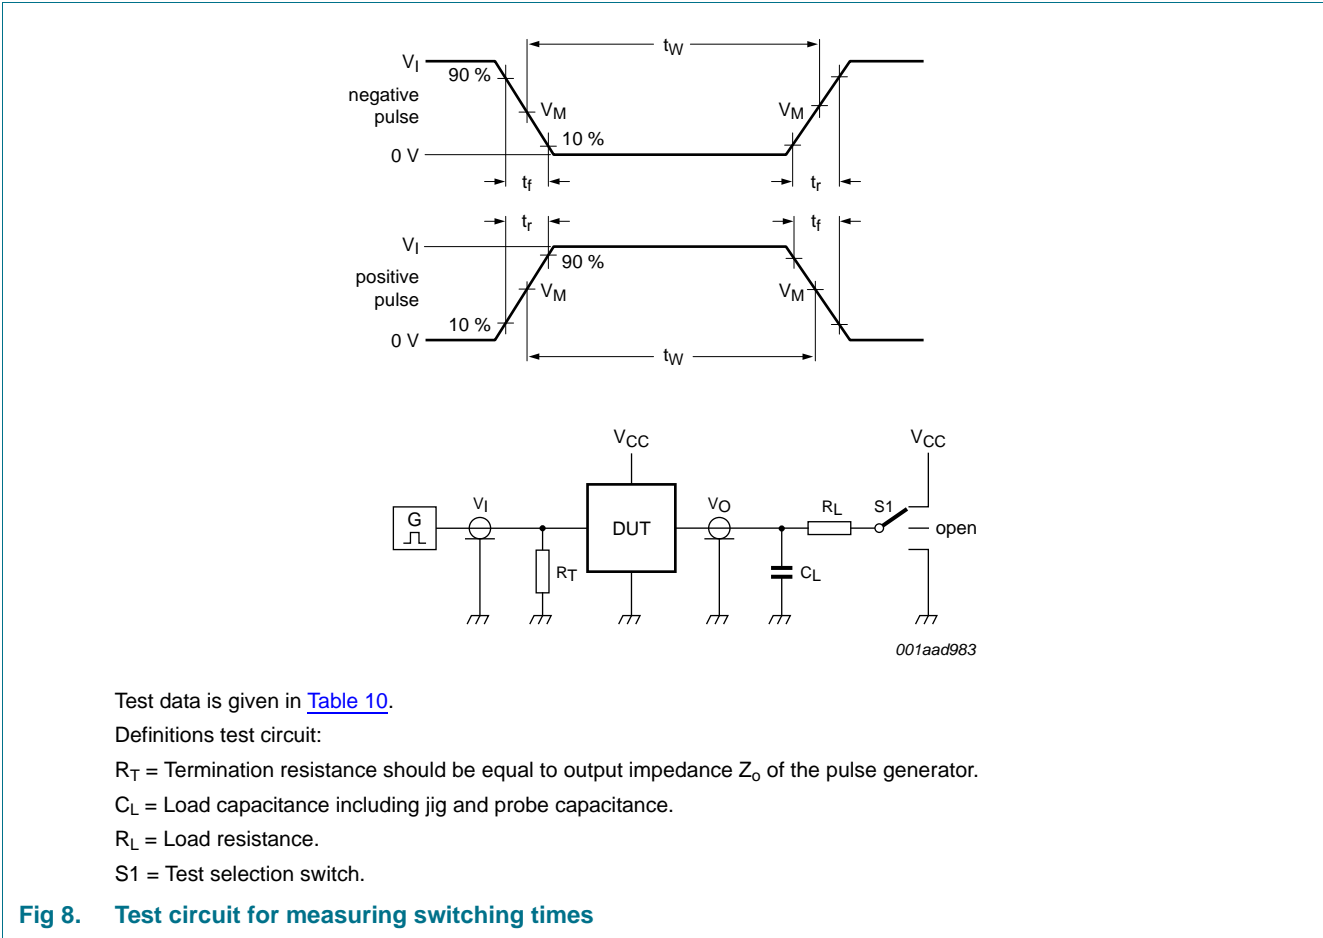 tW
VI
90 %
negative
pulse
VM
VM
10 %
0 V
tf
tr
tr
tf
VI
90 %
positive
pulse
VM
VM
10 %
0 V
tW
VCC
VCC
VI
VO
RL
S1
G
DUT
open
RT
CL
001aad983
Test data is given in Table 10.
Definitions test circuit:
RT = Termination resistance should be equal to output impedance Zo of the pulse generator.
CL = Load capacitance including jig and probe capacitance.
RL = Load resistance.
S1 = Test selection switch.
Fig 8. Test circuit for measuring switching times